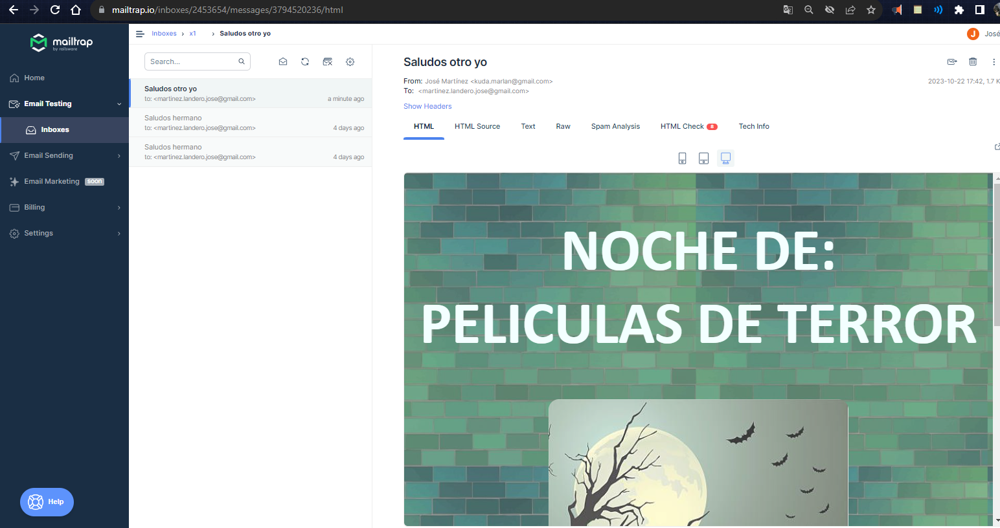 mailtrap.io/inboxes/2453654/messages/3794520236/html
mailtrap
by railsware
Home
Email Testing
Inboxes
Email Sending
Email Marketing soon
Billing
Settings
Help
Inboxes › x1 › Saludos otro yo
J José
Search...
Saludos otro yo
to: <martinez.landero.jose@gmail.com> a minute ago
Saludos hermano
to: <martinez.landero.jose@gmail.com> 4 days ago
Saludos hermano
to: <martinez.landero.jose@gmail.com> 4 days ago
Saludos otro yo
From: José Martínez <kuda.marlan@gmail.com> 2023-10-22 17:42, 1.7 K
To: <martinez.landero.jose@gmail.com>
Show Headers
HTML HTML Source Text Raw Spam Analysis HTML Check 8 Tech Info
NOCHE DE:
PELICULAS DE TERROR